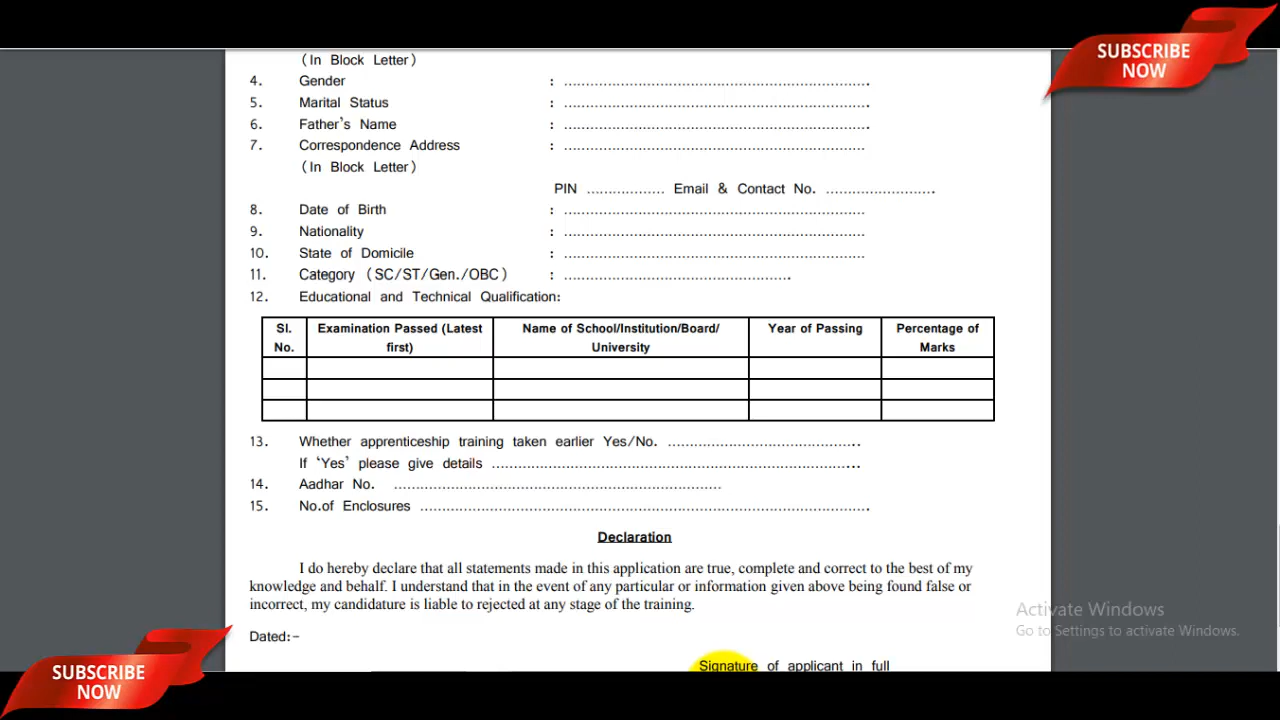 SUBSCRIBE
NOW
(In Block Letter)
4. Gender : ......................................................................
5. Marital Status : ......................................................................
6. Father's Name : ......................................................................
7. Correspondence Address : .....................................................................
(In Block Letter)
PIN .................. Email & Contact No. .........................
8. Date of Birth : .....................................................................
9. Nationality : .....................................................................
10. State of Domicile : .....................................................................
11. Category (SC/ST/Gen./OBC) : ....................................................
12. Educational and Technical Qualification:
Sl. No. Examination Passed (Latest first) Name of School/Institution/Board/ University Year of Passing Percentage of Marks
13. Whether apprenticeship training taken earlier Yes/No. ............................................
If ‘Yes’ please give details ....................................................................................
14. Aadhar No. ...........................................................................
15. No.of Enclosures .......................................................................................................
Declaration
I do hereby declare that all statements made in this application are true, complete and correct to the best of my
knowledge and behalf. I understand that in the event of any particular or information given above being found false or
incorrect, my candidature is liable to rejected at any stage of the training.
Dated:-
Signature of applicant in full
Activate Windows
Go to Settings to activate Windows.
SUBSCRIBE
NOW